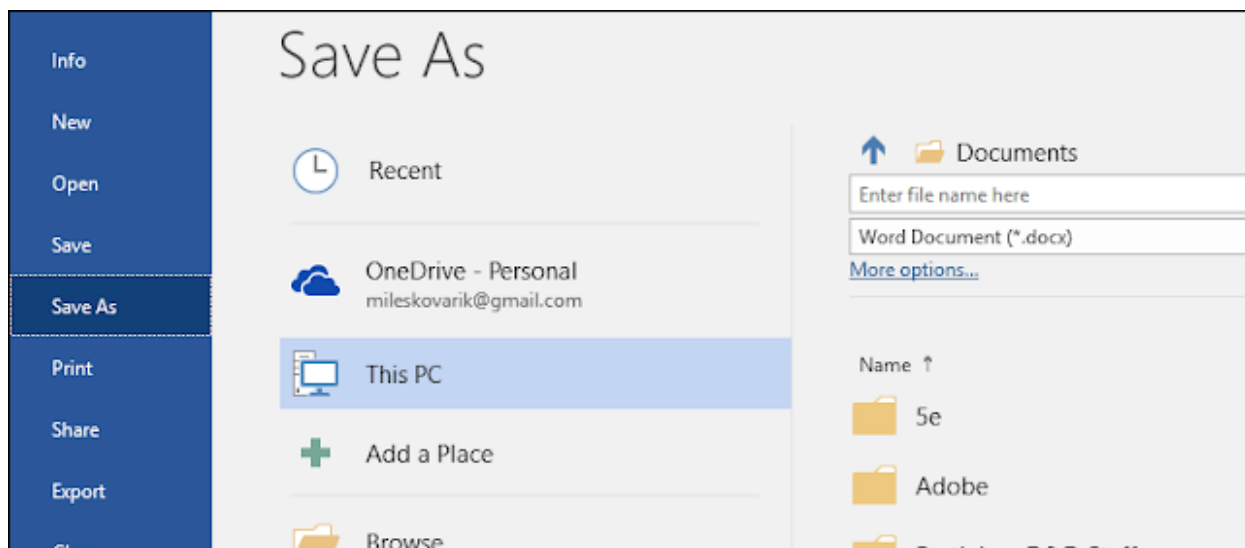 Info
New
Open
Save
Save As
Print
Share
Export
Save As
Recent
OneDrive - Personal
mileskovarik@gmail.com
This PC
Add a Place
Browse
Documents
Enter file name here
Word Document (*.docx)
More options...
Name ↑
5e
Adobe